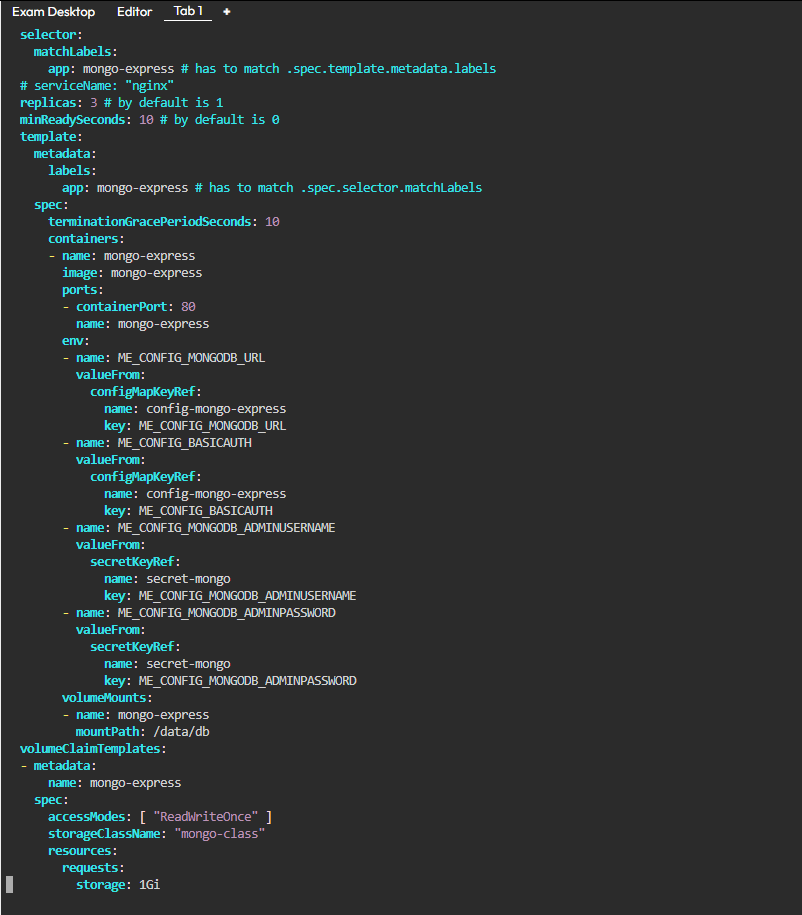 Exam Desktop Editor Tab 1 +
selector:
matchLabels:
app: mongo-express # has to match .spec.template.metadata.labels
# serviceName: "nginx"
replicas: 3 # by default is 1
minReadySeconds: 10 # by default is 0
template:
metadata:
labels:
app: mongo-express # has to match .spec.selector.matchLabels
spec:
terminationGracePeriodSeconds: 10
containers:
- name: mongo-express
image: mongo-express
ports:
- containerPort: 80
name: mongo-express
env:
- name: ME_CONFIG_MONGODB_URL
valueFrom:
configMapKeyRef:
name: config-mongo-express
key: ME_CONFIG_MONGODB_URL
- name: ME_CONFIG_BASICAUTH
valueFrom:
configMapKeyRef:
name: config-mongo-express
key: ME_CONFIG_BASICAUTH
- name: ME_CONFIG_MONGODB_ADMINUSERNAME
valueFrom:
secretKeyRef:
name: secret-mongo
key: ME_CONFIG_MONGODB_ADMINUSERNAME
- name: ME_CONFIG_MONGODB_ADMINPASSWORD
valueFrom:
secretKeyRef:
name: secret-mongo
key: ME_CONFIG_MONGODB_ADMINPASSWORD
volumeMounts:
- name: mongo-express
mountPath: /data/db
volumeClaimTemplates:
- metadata:
name: mongo-express
spec:
accessModes: [ "ReadWriteOnce" ]
storageClassName: "mongo-class"
resources:
requests:
storage: 1Gi